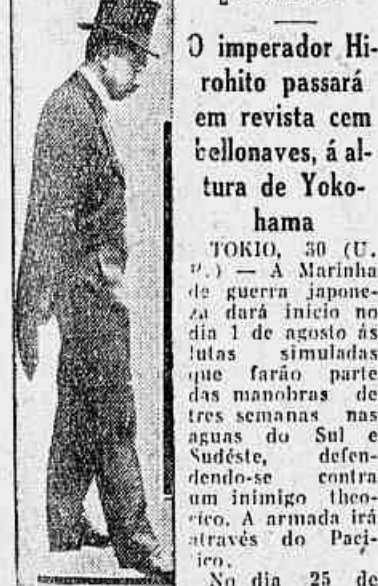 O imperador Hi-
rohito passará
em revista cem
bellonaves, á al-
tura de Yoko-
hama
TOKIO, 30 (U.
P.) — A Marinha
de guerra japone-
za dará inicio no
dia 1 de agosto ás
lutas simuladas
que farão parte
das manobras de
tres semanas nas
aguas do Sul e
Sudéste, defen-
dendo-se contra
um inimigo theo-
rico. A armada irá
através do Paci-
ico.
No dia 25 de